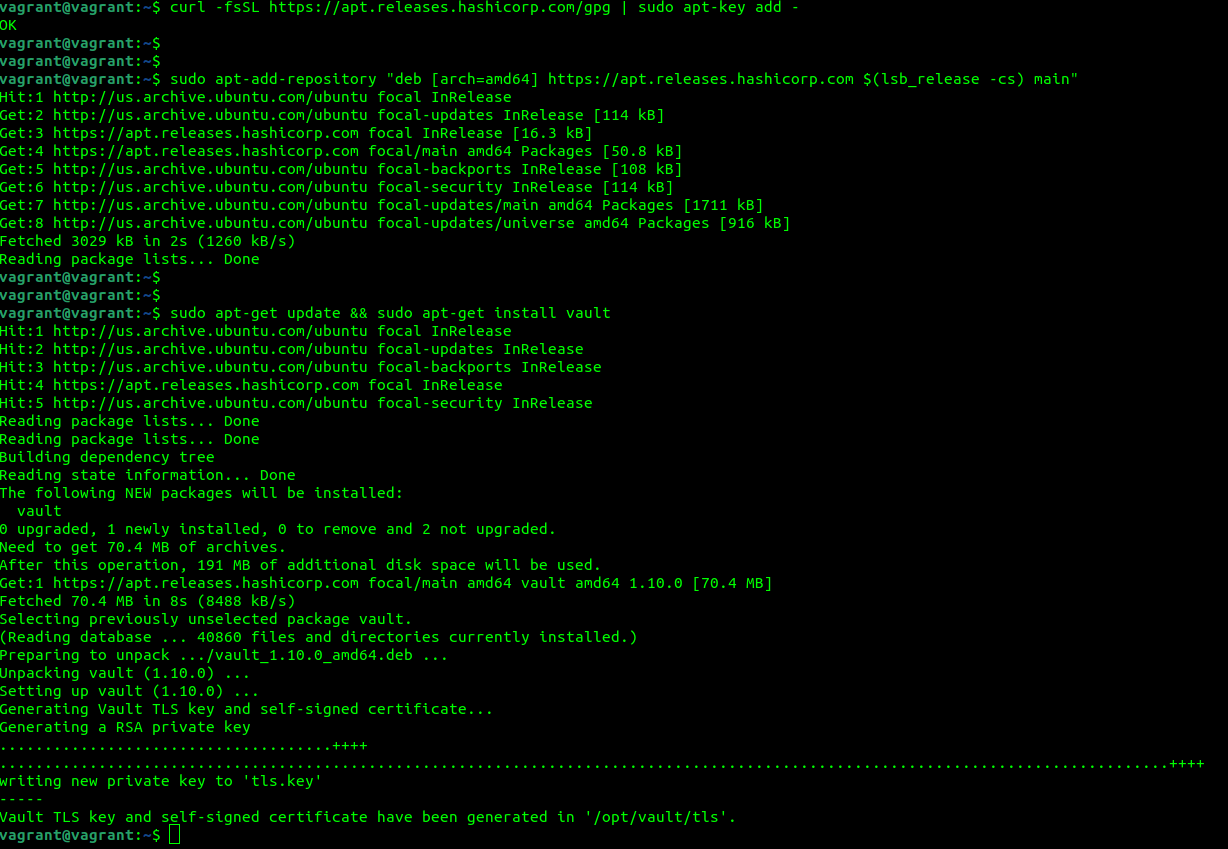 vagrant@vagrant:~$ curl -fsSL https://apt.releases.hashicorp.com/gpg | sudo apt-key add -
OK
vagrant@vagrant:~$
vagrant@vagrant:~$
vagrant@vagrant:~$ sudo apt-add-repository "deb [arch=amd64] https://apt.releases.hashicorp.com $(lsb_release -cs) main"
Hit:1 http://us.archive.ubuntu.com/ubuntu focal InRelease
Get:2 http://us.archive.ubuntu.com/ubuntu focal-updates InRelease [114 kB]
Get:3 https://apt.releases.hashicorp.com focal InRelease [16.3 kB]
Get:4 https://apt.releases.hashicorp.com focal/main amd64 Packages [50.8 kB]
Get:5 http://us.archive.ubuntu.com/ubuntu focal-backports InRelease [108 kB]
Get:6 http://us.archive.ubuntu.com/ubuntu focal-security InRelease [114 kB]
Get:7 http://us.archive.ubuntu.com/ubuntu focal-updates/main amd64 Packages [1711 kB]
Get:8 http://us.archive.ubuntu.com/ubuntu focal-updates/universe amd64 Packages [916 kB]
Fetched 3029 kB in 2s (1260 kB/s)
Reading package lists... Done
vagrant@vagrant:~$
vagrant@vagrant:~$
vagrant@vagrant:~$ sudo apt-get update && sudo apt-get install vault
Hit:1 http://us.archive.ubuntu.com/ubuntu focal InRelease
Hit:2 http://us.archive.ubuntu.com/ubuntu focal-updates InRelease
Hit:3 http://us.archive.ubuntu.com/ubuntu focal-backports InRelease
Hit:4 https://apt.releases.hashicorp.com focal InRelease
Hit:5 http://us.archive.ubuntu.com/ubuntu focal-security InRelease
Reading package lists... Done
Reading package lists... Done
Building dependency tree
Reading state information... Done
The following NEW packages will be installed:
  vault
0 upgraded, 1 newly installed, 0 to remove and 2 not upgraded.
Need to get 70.4 MB of archives.
After this operation, 191 MB of additional disk space will be used.
Get:1 https://apt.releases.hashicorp.com focal/main amd64 vault amd64 1.10.0 [70.4 MB]
Fetched 70.4 MB in 8s (8488 kB/s)
Selecting previously unselected package vault.
(Reading database ... 40860 files and directories currently installed.)
Preparing to unpack .../vault_1.10.0_amd64.deb ...
Unpacking vault (1.10.0) ...
Setting up vault (1.10.0) ...
Generating Vault TLS key and self-signed certificate...
Generating a RSA private key
.....................................++++
..................................................................................................................................++++
writing new private key to 'tls.key'
-----
Vault TLS key and self-signed certificate have been generated in '/opt/vault/tls'.
vagrant@vagrant:~$